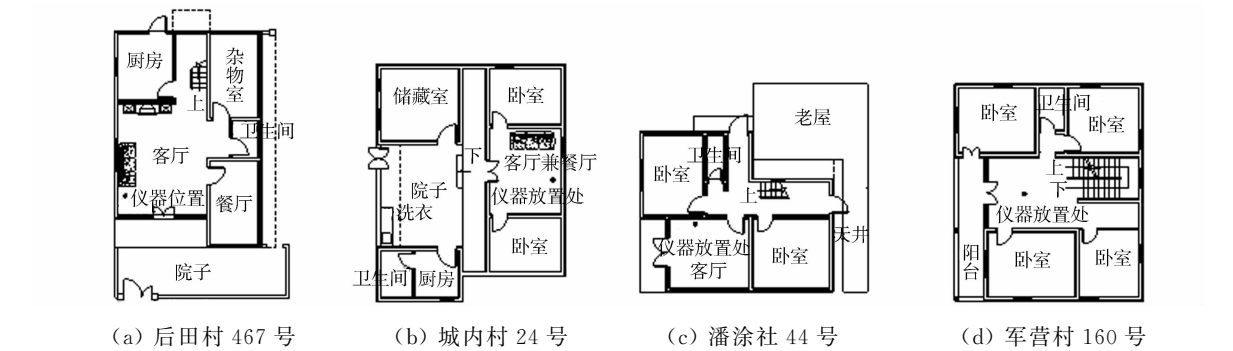 厨房
杂物室
上
卫生间
客厅
仪器位置
餐厅
院子
(a) 后田村 467 号
储藏室
卧室
下
客厅兼餐厅
院子
洗衣
仪器放置处
卧室
卫生间
厨房
(b) 城内村 24 号
老屋
卫生间
卧室
上
天井
仪器放置处
客厅
卧室
(c) 潘涂社 44 号
卧室
卫生间
卧室
上
下
仪器放置处
阳台
卧室
卧室
(d) 军营村 160 号